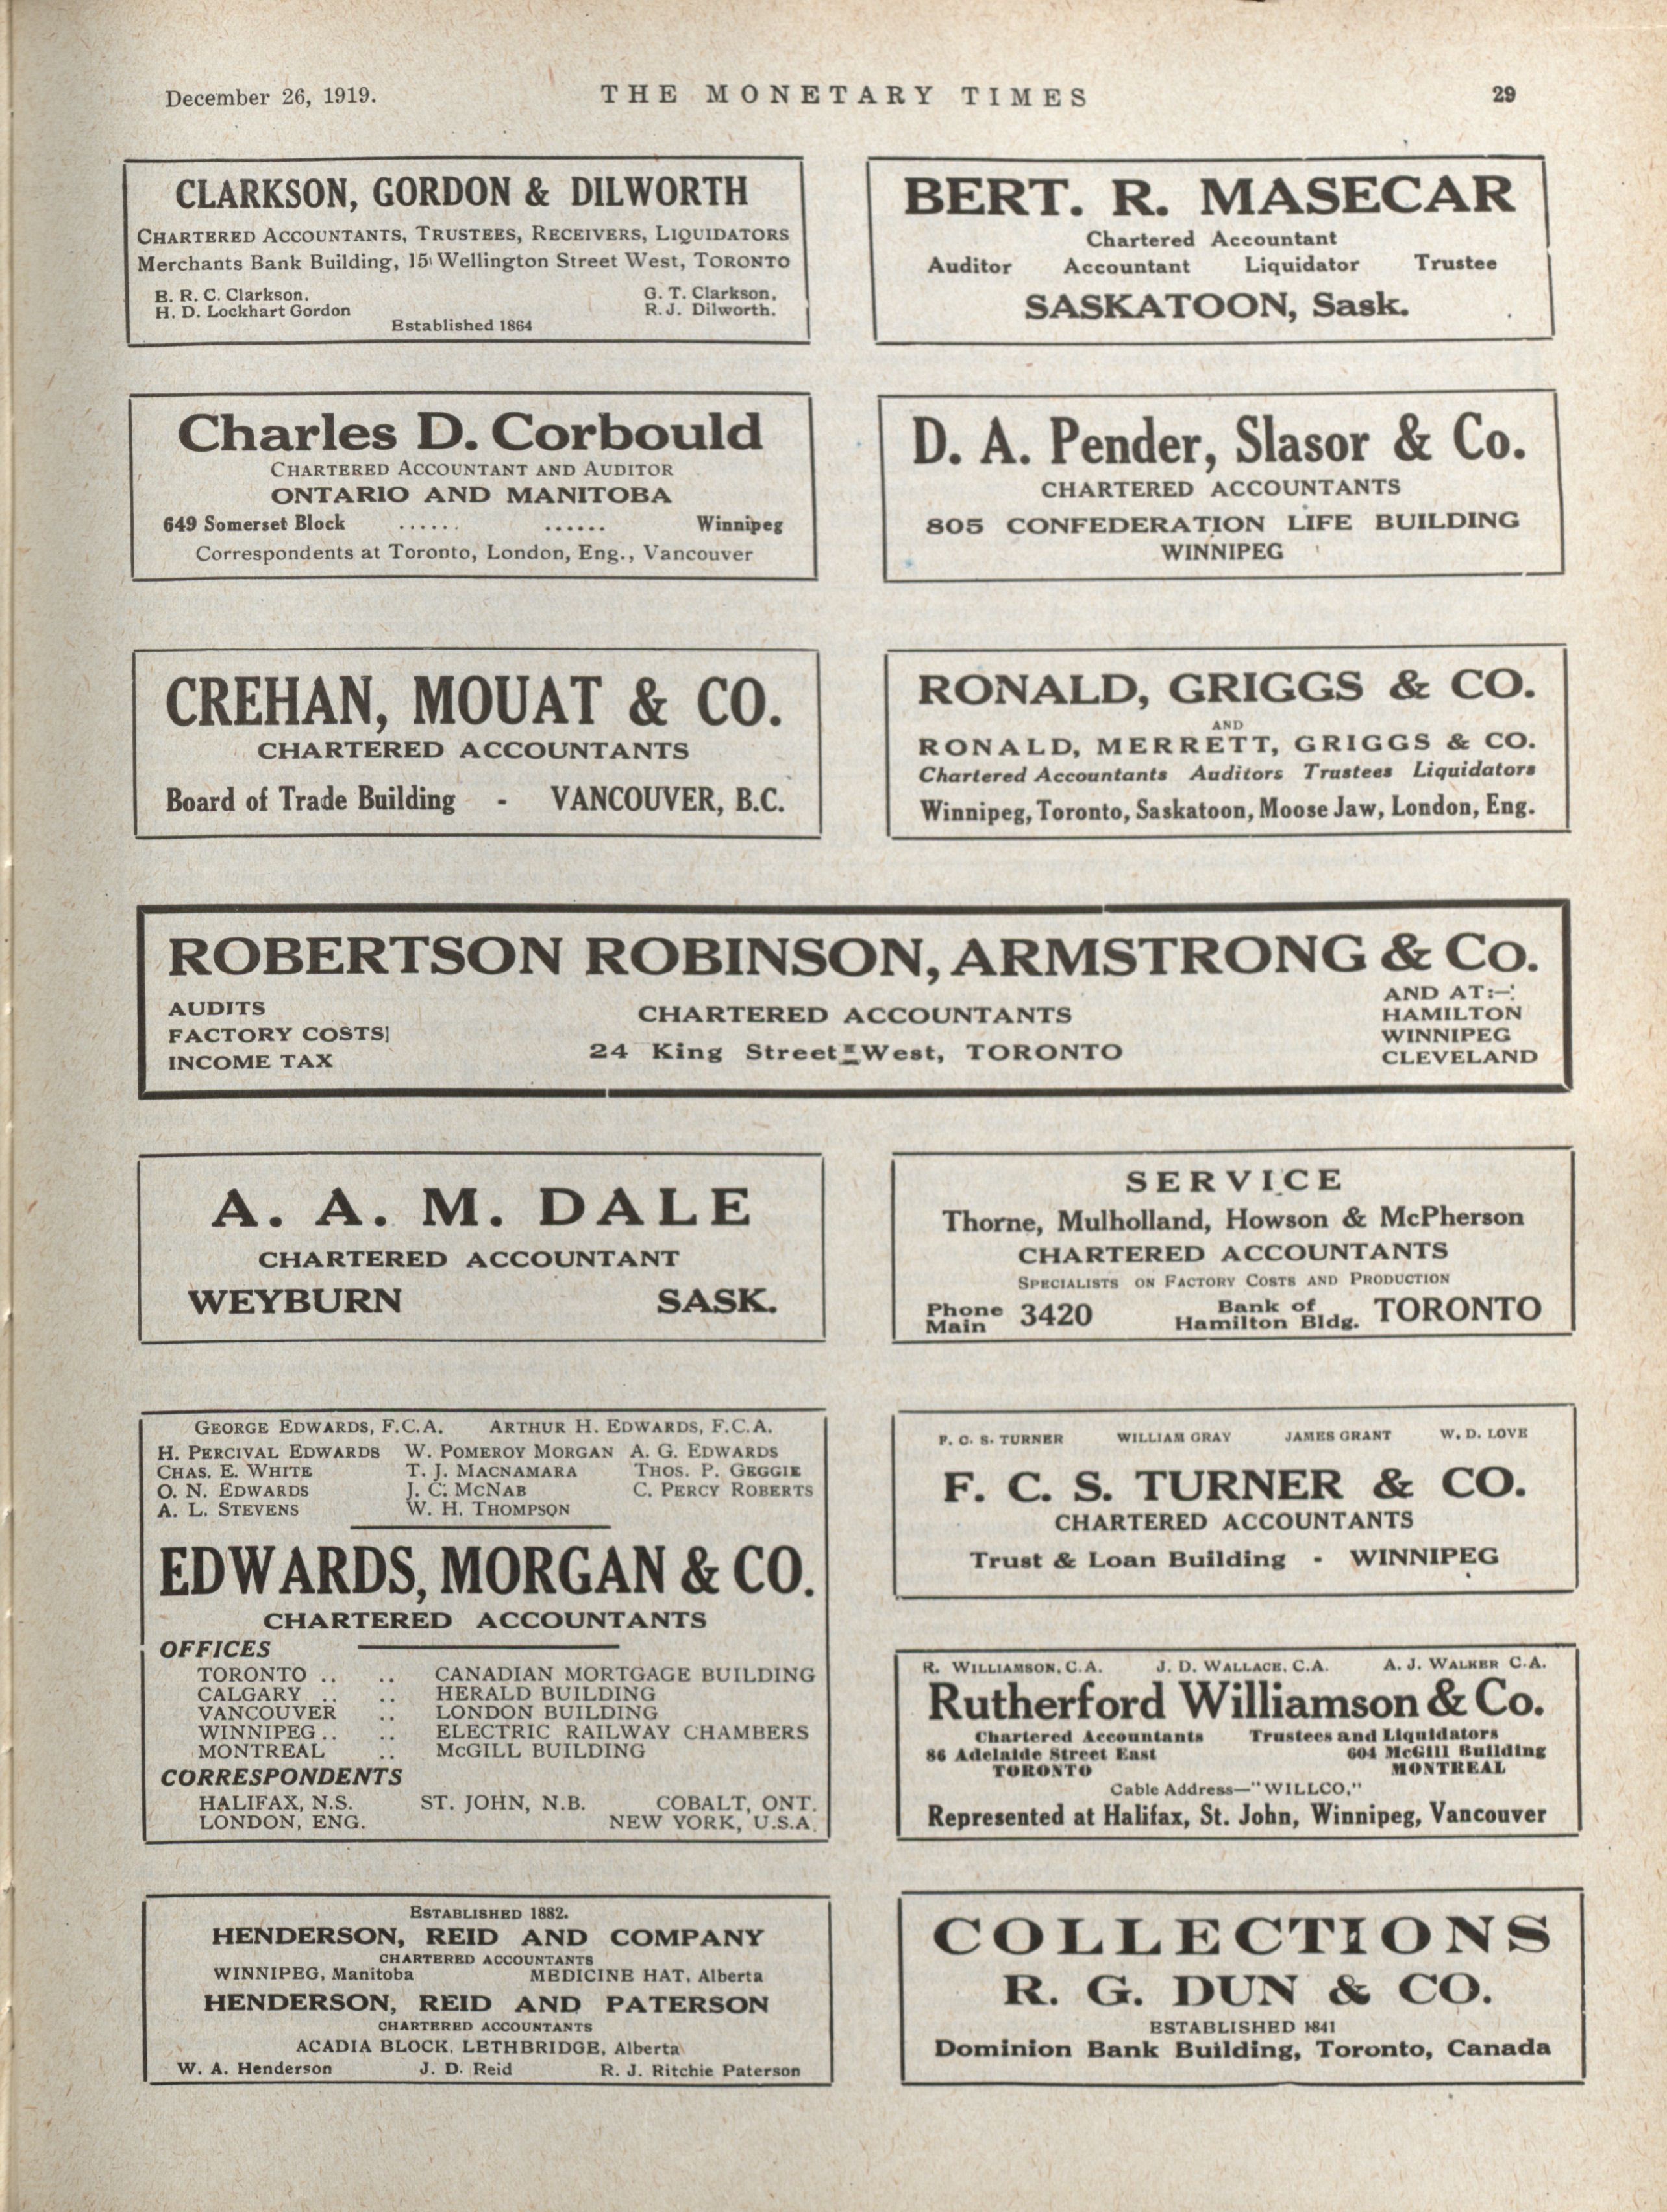 December 26, 1919.
THE MONETARY TIMES
29
CLARKSON, GORDON & DILWORTH
CHARTERED ACCOUNTANTS, TRUSTEES, RECEIVERS, LIQUIDATORS
Merchants Bank Building, 15 Wellington Street West, TORONTO
E. R. C. Clarkson. G. T. Clarkson,
H. D. Lockhart Gordon R. J. Dilworth.
Established 1864
BERT. R. MASECAR
Chartered Accountant
Auditor Accountant Liquidator Trustee
SASKATOON, Sask.
Charles D. Corbould
CHARTERED ACCOUNTANT AND AUDITOR
ONTARIO AND MANITOBA
649 Somerset Block ...... ...... Winnipeg
Correspondents at Toronto, London, Eng., Vancouver
D. A. Pender, Slasor & Co.
CHARTERED ACCOUNTANTS
805 CONFEDERATION LIFE BUILDING
WINNIPEG
CREHAN, MOUAT & CO.
CHARTERED ACCOUNTANTS
Board of Trade Building - VANCOUVER, B.C.
RONALD, GRIGGS & CO.
AND
RONALD, MERRETT, GRIGGS & CO.
Chartered Accountants Auditors Trustees Liquidators
Winnipeg, Toronto, Saskatoon, Moose Jaw, London, Eng.
ROBERTSON ROBINSON, ARMSTRONG & Co.
AUDITS
FACTORY COSTS
INCOME TAX
CHARTERED ACCOUNTANTS
24 King Street West, TORONTO
AND AT:—
HAMILTON
WINNIPEG
CLEVELAND
A. A. M. DALE
CHARTERED ACCOUNTANT
WEYBURN SASK.
SERVICE
Thorne, Mulholland, Howson & McPherson
CHARTERED ACCOUNTANTS
SPECIALISTS ON FACTORY COSTS AND PRODUCTION
Phone Main 3420 Bank of Hamilton Bldg. TORONTO
GEORGE EDWARDS, F.C.A. ARTHUR H. EDWARDS, F.C.A.
H. PERCIVAL EDWARDS W. POMEROY MORGAN A. G. EDWARDS
CHAS. E. WHITE T. J. MACNAMARA THOS. P. GEGGIE
O. N. EDWARDS J. C. MCNAB C. PERCY ROBERTS
A. L. STEVENS W. H. THOMPSON
EDWARDS, MORGAN & CO.
CHARTERED ACCOUNTANTS
OFFICES
TORONTO .. .. CANADIAN MORTGAGE BUILDING
CALGARY .. .. HERALD BUILDING
VANCOUVER .. LONDON BUILDING
WINNIPEG .. .. ELECTRIC RAILWAY CHAMBERS
MONTREAL .. McGILL BUILDING
CORRESPONDENTS
HALIFAX, N.S. ST. JOHN, N.B. COBALT, ONT.
LONDON, ENG. NEW YORK, U.S.A.
F. C. S. TURNER WILLIAM GRAY JAMES GRANT W. D. LOVE
F. C. S. TURNER & CO.
CHARTERED ACCOUNTANTS
Trust & Loan Building - WINNIPEG
R. WILLIAMSON, C.A. J. D. WALLACE, C.A. A. J. WALKER C.A.
Rutherford Williamson & Co.
Chartered Accountants Trustees and Liquidators
86 Adelaide Street East 604 McGill Building
TORONTO MONTREAL
Cable Address—"WILLCO."
Represented at Halifax, St. John, Winnipeg, Vancouver
ESTABLISHED 1882.
HENDERSON, REID AND COMPANY
CHARTERED ACCOUNTANTS
WINNIPEG, Manitoba MEDICINE HAT, Alberta
HENDERSON, REID AND PATERSON
CHARTERED ACCOUNTANTS
ACADIA BLOCK, LETHBRIDGE, Alberta
W. A. Henderson J. D. Reid R. J. Ritchie Paterson
COLLECTIONS
R. G. DUN & CO.
ESTABLISHED 1841
Dominion Bank Building, Toronto, Canada